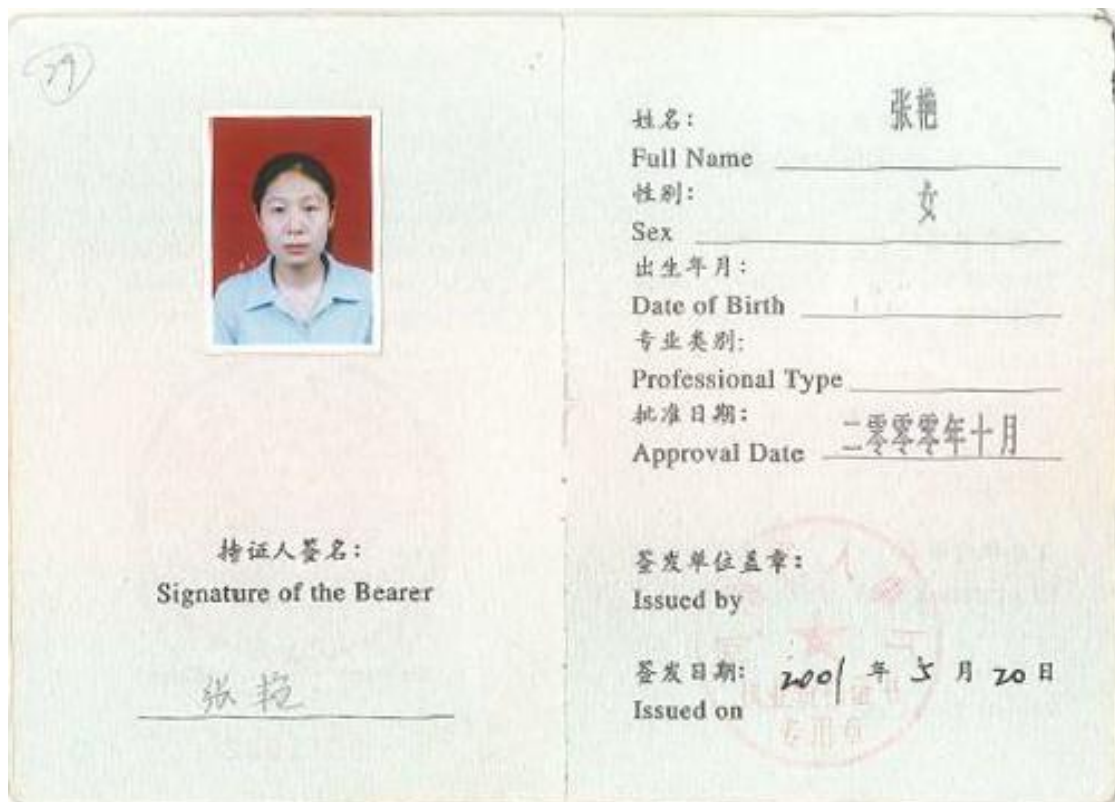 29
持证人签名:
Signature of the Bearer
张艳
姓名:
张艳
Full Name
性别:
女
Sex
出生年月:
Date of Birth
专业类别:
Professional Type
批准日期:
二零零零年十月
Approval Date
签发单位盖章:
Issued by
签发日期: 2001 年 5 月 20 日
Issued on